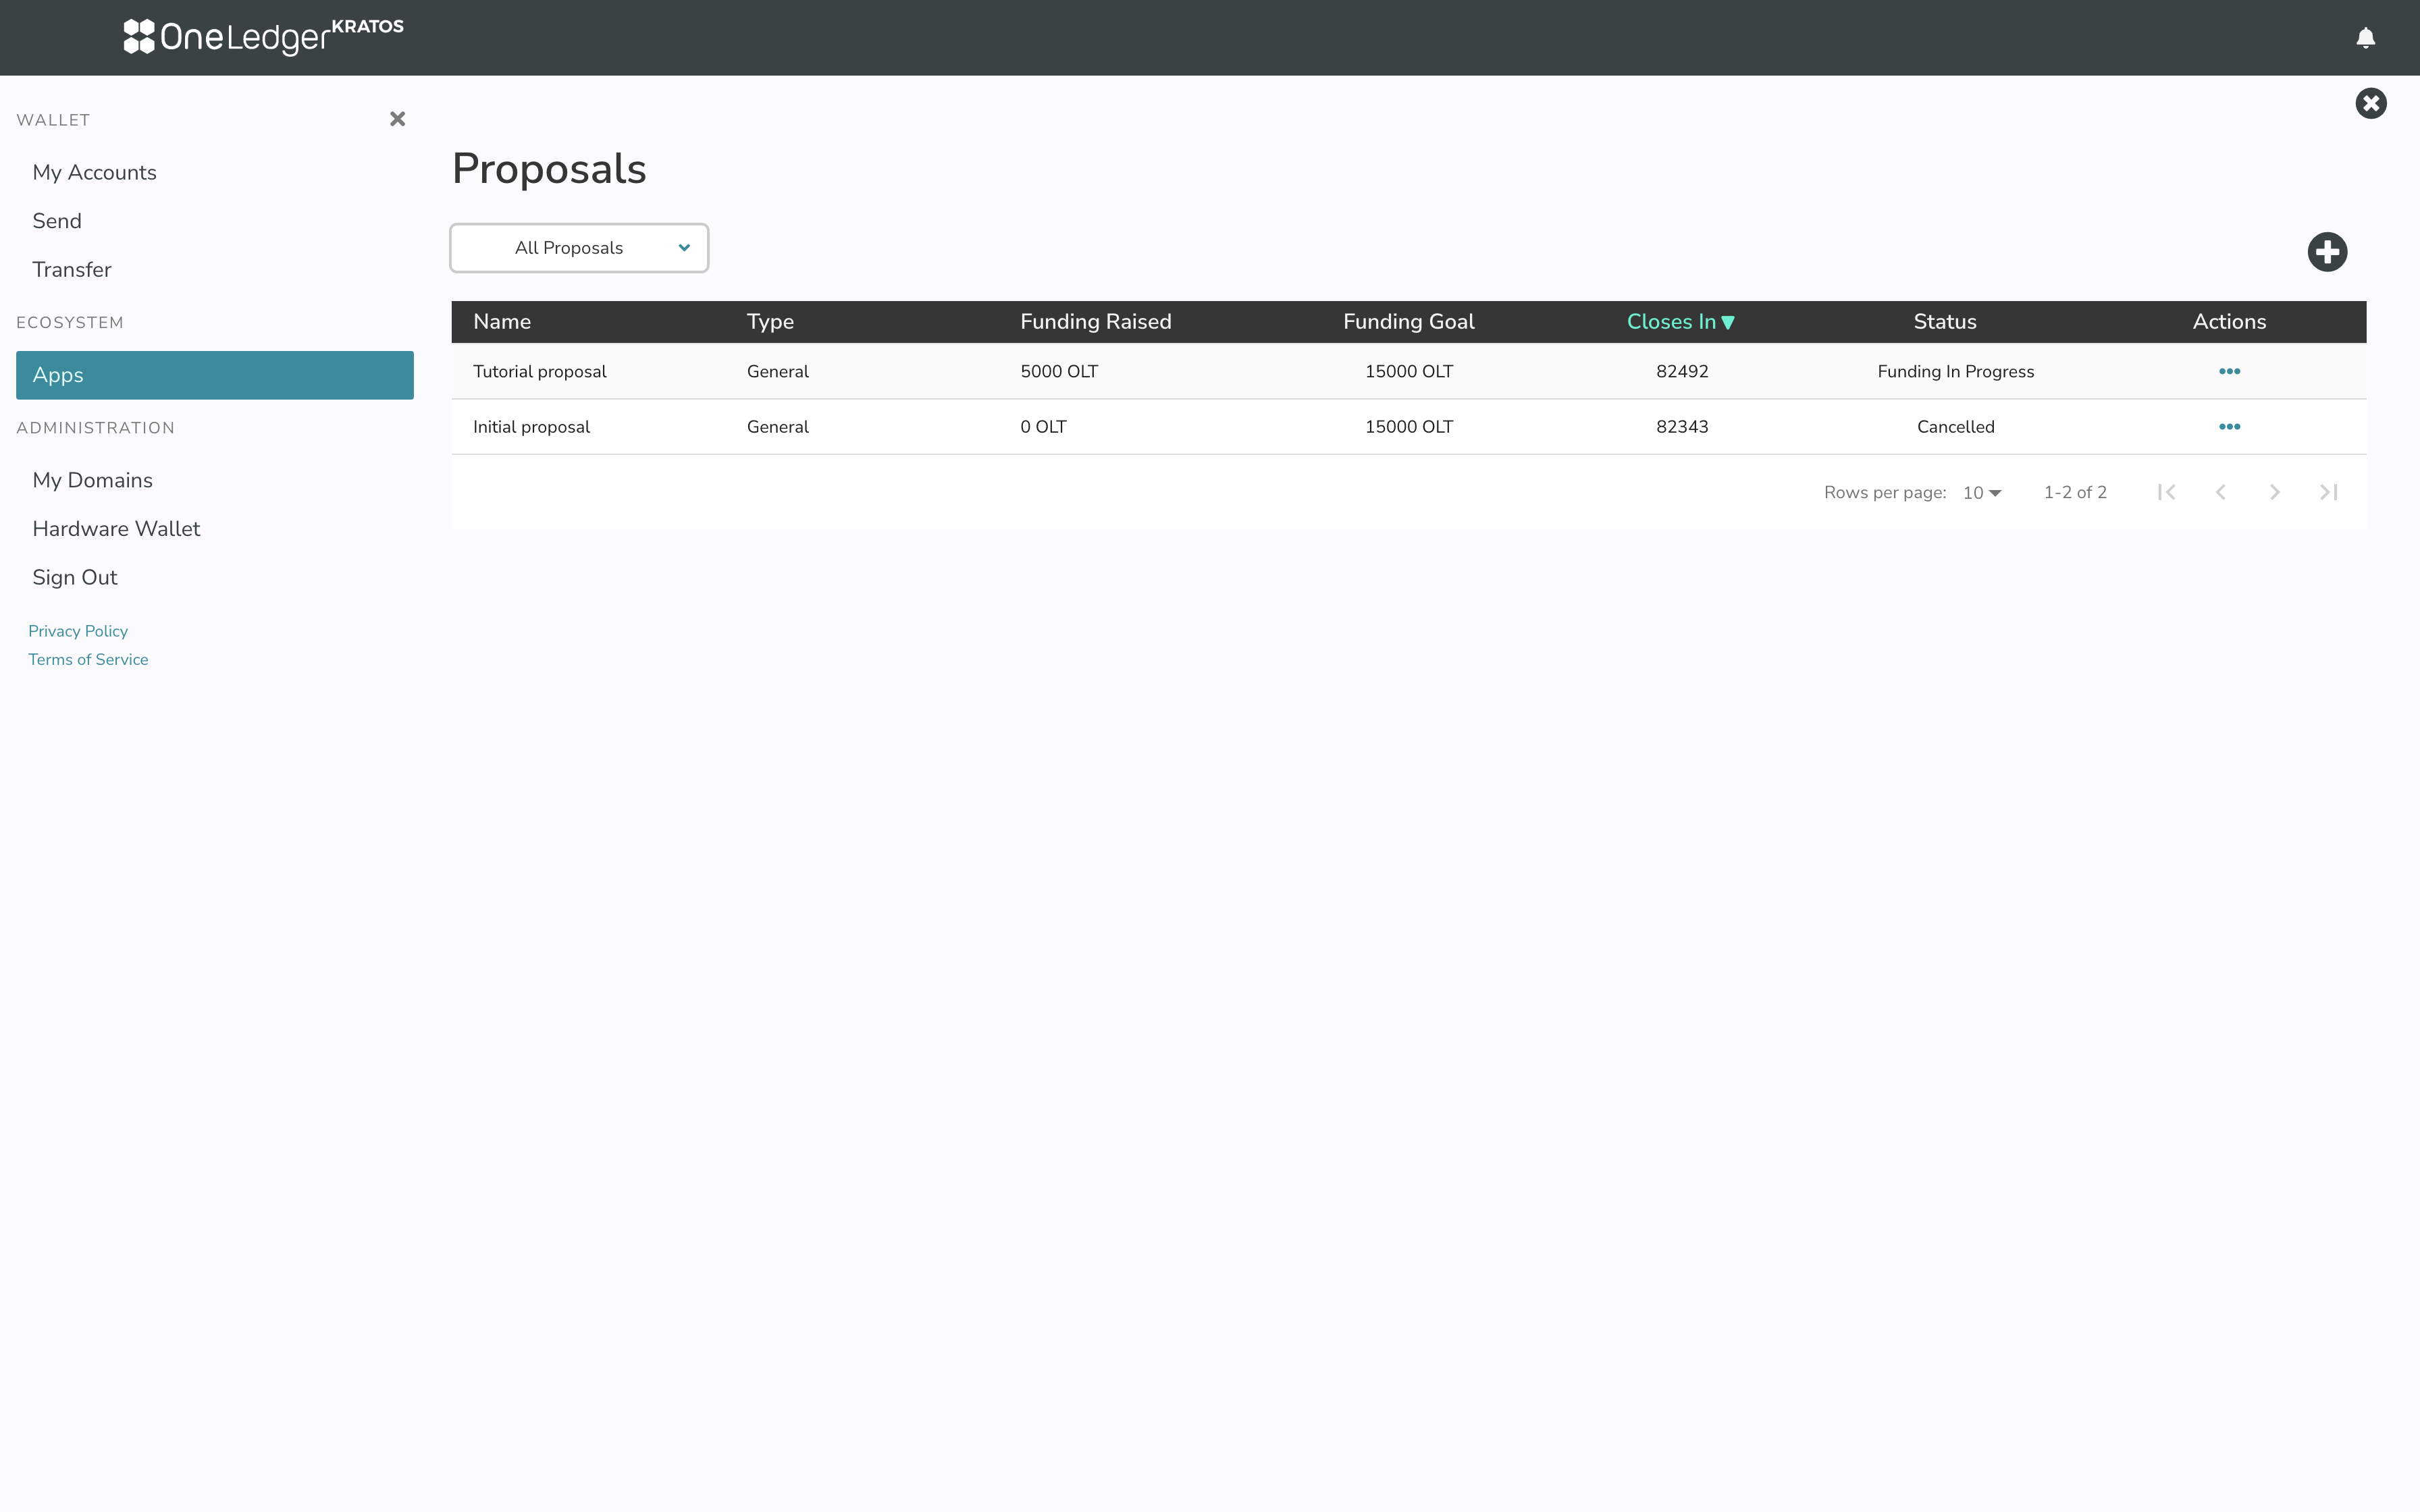 OneLedger KRATOS
WALLET
My Accounts
Send
Transfer
ECOSYSTEM
Apps
ADMINISTRATION
My Domains
Hardware Wallet
Sign Out
Privacy Policy
Terms of Service
Proposals
All Proposals
Name Type Funding Raised Funding Goal Closes In Status Actions
Tutorial proposal General 5000 OLT 15000 OLT 82492 Funding In Progress
Initial proposal General 0 OLT 15000 OLT 82343 Cancelled
Rows per page: 10 1-2 of 2